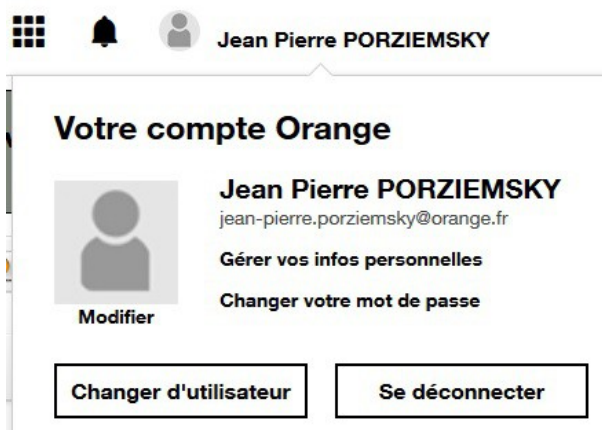 Jean Pierre PORZIEMSKY
Votre compte Orange
Jean Pierre PORZIEMSKY
jean-pierre.porziemsky@orange.fr
Gérer vos infos personnelles
Changer votre mot de passe
Modifier
Changer d'utilisateur
Se déconnecter